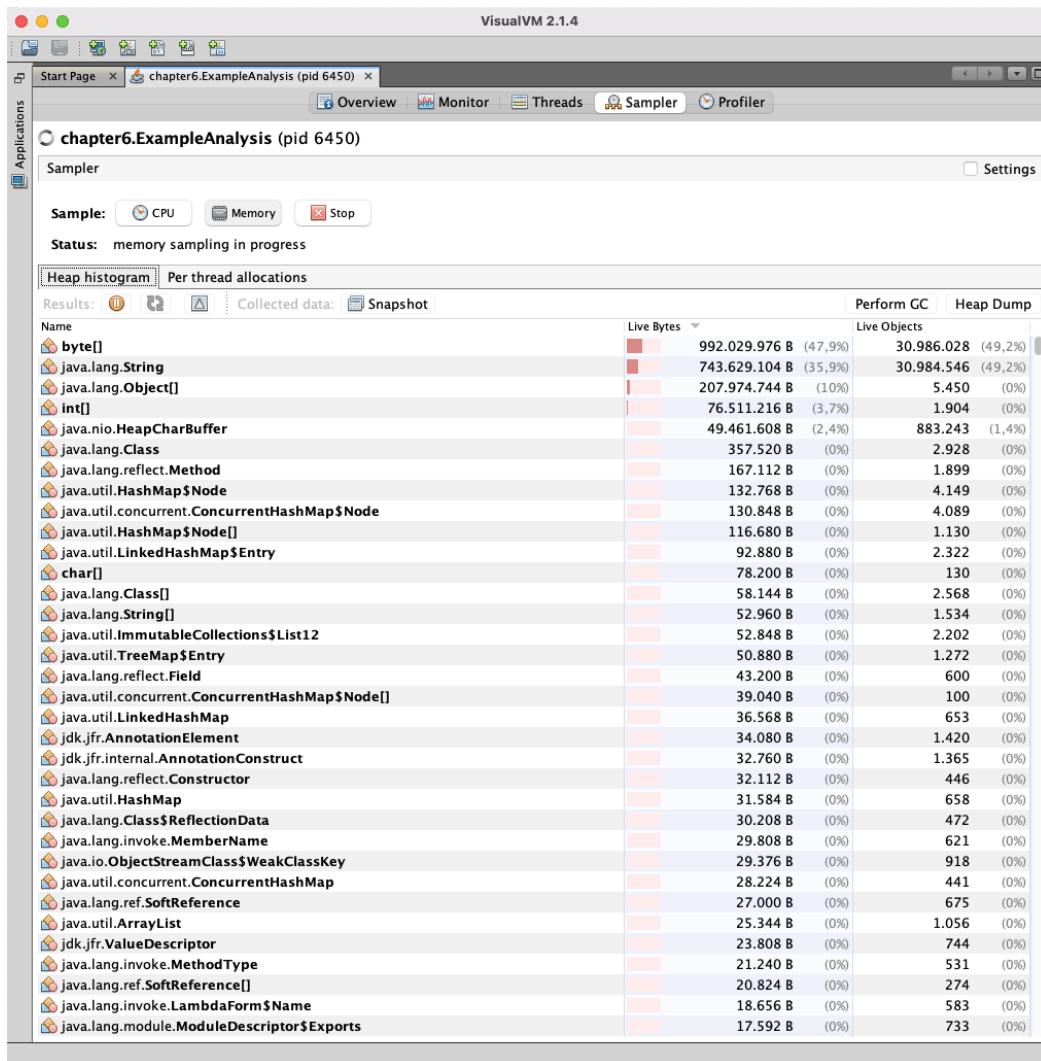 VisualVM 2.1.4
Start Page × chapter6.ExampleAnalysis (pid 6450) ×
Applications
Overview Monitor Threads Sampler Profiler
chapter6.ExampleAnalysis (pid 6450)
Sampler Settings
Sample: CPU Memory Stop
Status: memory sampling in progress
Heap histogram Per thread allocations
Results: Collected data: Snapshot Perform GC Heap Dump
Name Live Bytes Live Objects
byte[] 992.029.976 B (47,9%) 30.986.028 (49,2%)
java.lang.String 743.629.104 B (35,9%) 30.984.546 (49,2%)
java.lang.Object[] 207.974.744 B (10%) 5.450 (0%)
int[] 76.511.216 B (3,7%) 1.904 (0%)
java.nio.HeapCharBuffer 49.461.608 B (2,4%) 883.243 (1,4%)
java.lang.Class 357.520 B (0%) 2.928 (0%)
java.lang.reflect.Method 167.112 B (0%) 1.899 (0%)
java.util.HashMap$Node 132.768 B (0%) 4.149 (0%)
java.util.concurrent.ConcurrentHashMap$Node 130.848 B (0%) 4.089 (0%)
java.util.HashMap$Node[] 116.680 B (0%) 1.130 (0%)
java.util.LinkedHashMap$Entry 92.880 B (0%) 2.322 (0%)
char[] 78.200 B (0%) 130 (0%)
java.lang.Class[] 58.144 B (0%) 2.568 (0%)
java.lang.String[] 52.960 B (0%) 1.534 (0%)
java.util.ImmutableCollections$List12 52.848 B (0%) 2.202 (0%)
java.util.TreeMap$Entry 50.880 B (0%) 1.272 (0%)
java.lang.reflect.Field 43.200 B (0%) 600 (0%)
java.util.concurrent.ConcurrentHashMap$Node[] 39.040 B (0%) 100 (0%)
java.util.LinkedHashMap 36.568 B (0%) 653 (0%)
jdk.jfr.AnnotationElement 34.080 B (0%) 1.420 (0%)
jdk.jfr.internal.AnnotationConstruct 32.760 B (0%) 1.365 (0%)
java.lang.reflect.Constructor 32.112 B (0%) 446 (0%)
java.util.HashMap 31.584 B (0%) 658 (0%)
java.lang.Class$ReflectionData 30.208 B (0%) 472 (0%)
java.lang.invoke.MemberName 29.808 B (0%) 621 (0%)
java.io.ObjectStreamClass$WeakClassKey 29.376 B (0%) 918 (0%)
java.util.concurrent.ConcurrentHashMap 28.224 B (0%) 441 (0%)
java.lang.ref.SoftReference 27.000 B (0%) 675 (0%)
java.util.ArrayList 25.344 B (0%) 1.056 (0%)
jdk.jfr.ValueDescriptor 23.808 B (0%) 744 (0%)
java.lang.invoke.MethodType 21.240 B (0%) 531 (0%)
java.lang.ref.SoftReference[] 20.824 B (0%) 274 (0%)
java.lang.invoke.LambdaForm$Name 18.656 B (0%) 583 (0%)
java.lang.module.ModuleDescriptor$Exports 17.592 B (0%) 733 (0%)